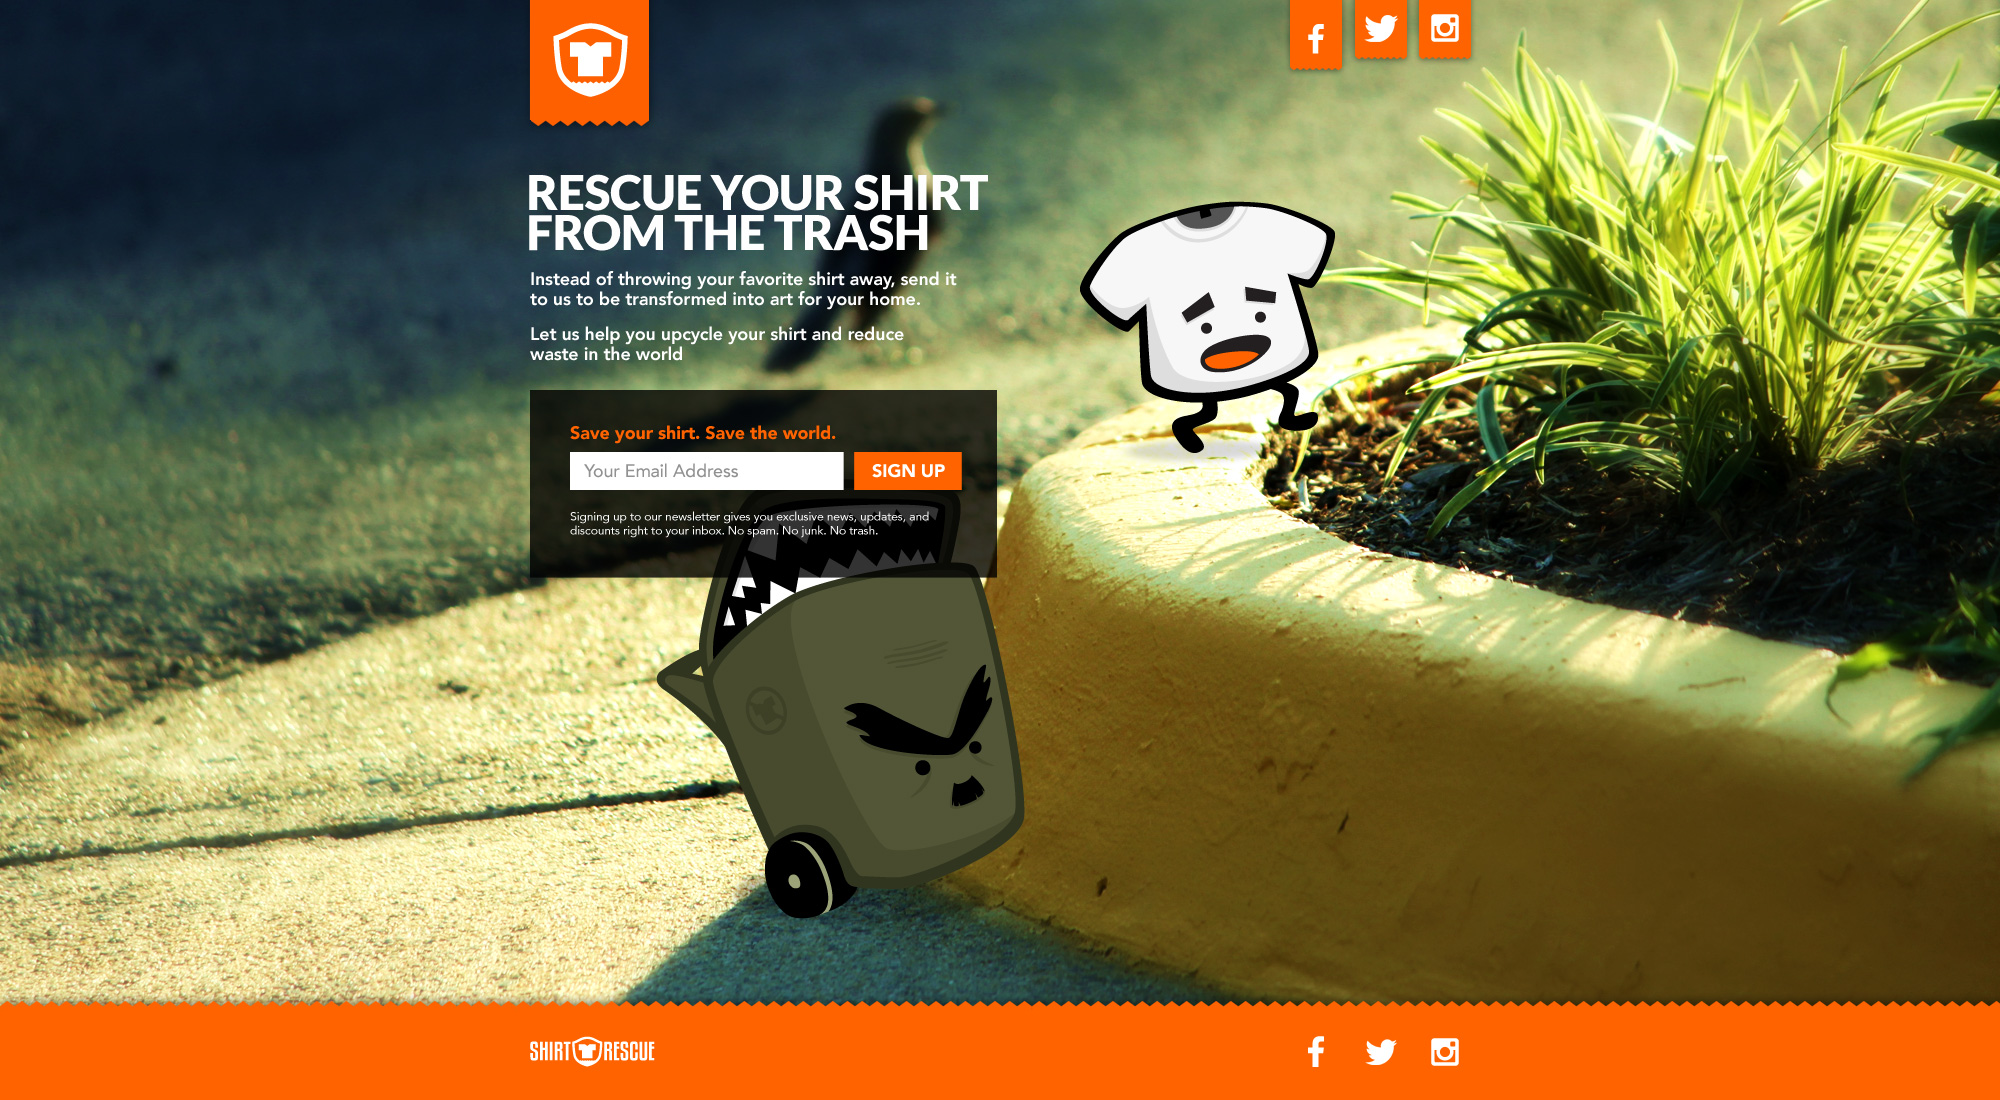 RESCUE YOUR SHIRT
FROM THE TRASH
Instead of throwing your favorite shirt away, send it
to us to be transformed into art for your home.
Let us help you upcycle your shirt and reduce
waste in the world
Save your shirt. Save the world.
Your Email Address
SIGN UP
Signing up to our newsletter gives you exclusive news, updates, and
discounts right to your inbox. No spam. No junk. No trash.
SHIRT RESCUE